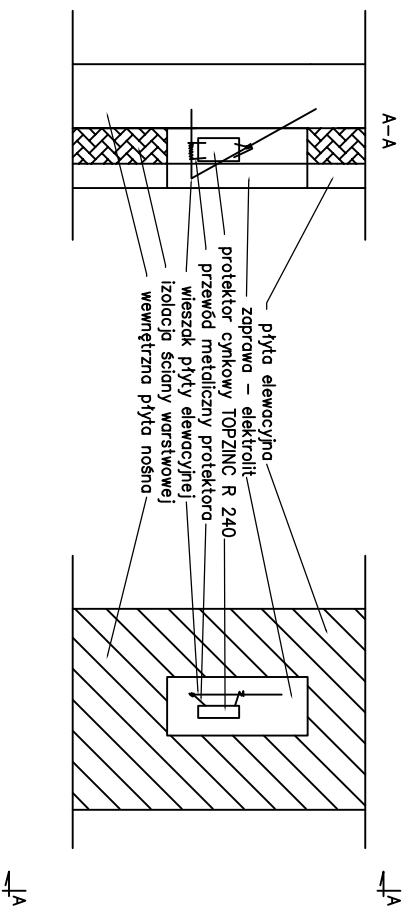 A-A
płyta elewacyjna
zaprawa – elektrolit
protektor cynkowy TOPZINC R 240
przewód metaliczny protektora
wieszak płyty elewacyjnej
izolacja ściany warstwowej
wewnętrzna płyta nośna
A
A